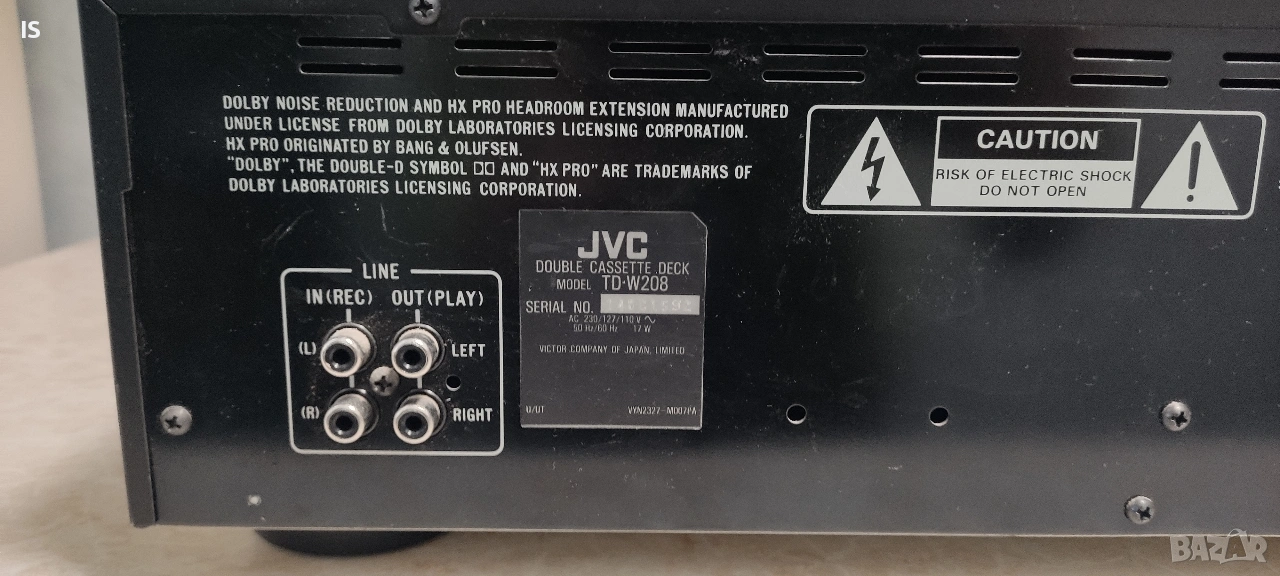 IS
DOLBY NOISE REDUCTION AND HX PRO HEADROOM EXTENSION MANUFACTURED
UNDER LICENSE FROM DOLBY LABORATORIES LICENSING CORPORATION.
HX PRO ORIGINATED BY BANG & OLUFSEN.
"DOLBY", THE DOUBLE-D SYMBOL AND "HX PRO" ARE TRADEMARKS OF
DOLBY LABORATORIES LICENSING CORPORATION.
CAUTION
RISK OF ELECTRIC SHOCK
DO NOT OPEN
LINE
IN (REC) OUT (PLAY)
(L) LEFT
(R) RIGHT
JVC
DOUBLE CASSETTE DECK
MODEL TD-W208
SERIAL NO.
AC 230/127/110 V ~
50 Hz/60 Hz 17 W
VICTOR COMPANY OF JAPAN, LIMITED
U/UT VYN2327-M007PA
BAZAR